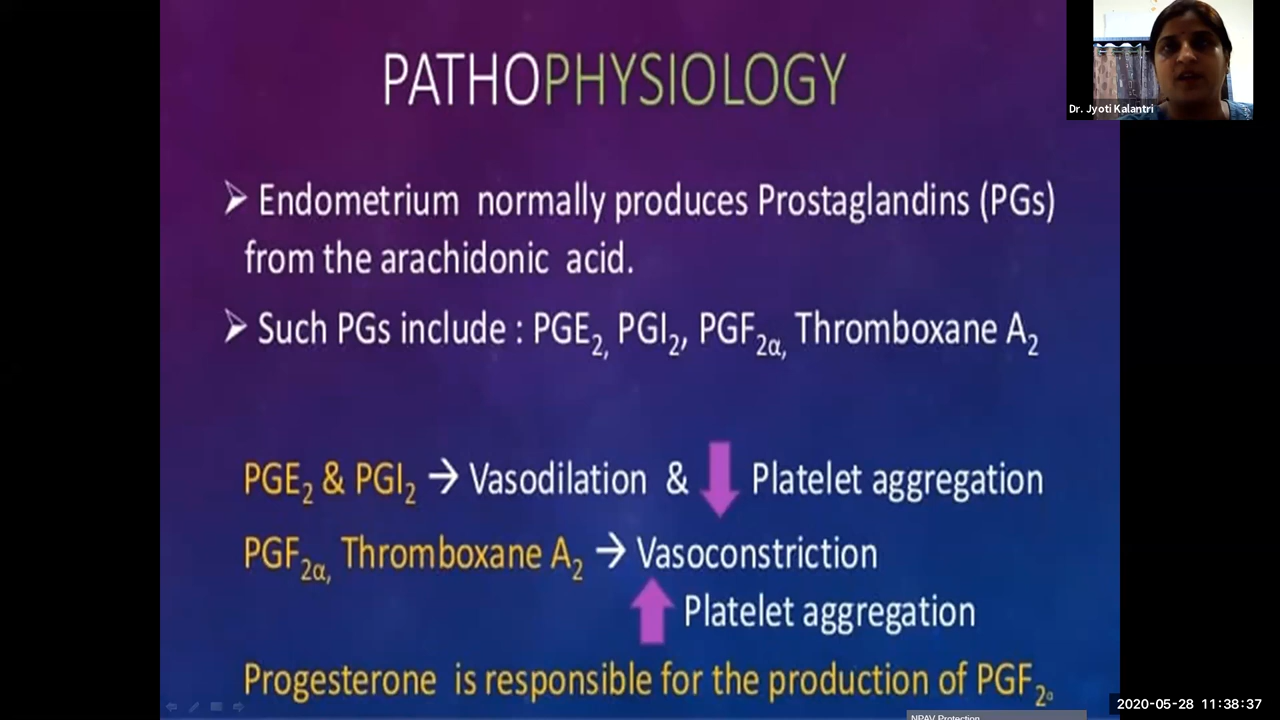 PATHOPHYSIOLOGY
Dr. Jyoti Kalantri
➢ Endometrium normally produces Prostaglandins (PGs)
from the arachidonic acid.
➢ Such PGs include : PGE₂, PGI₂, PGF₂α, Thromboxane A₂
PGE₂ & PGI₂ → Vasodilation & ↓ Platelet aggregation
PGF₂α, Thromboxane A₂ → Vasoconstriction
↑ Platelet aggregation
Progesterone is responsible for the production of PGF₂α
2020-05-28 11:38:37
NPAV Protection